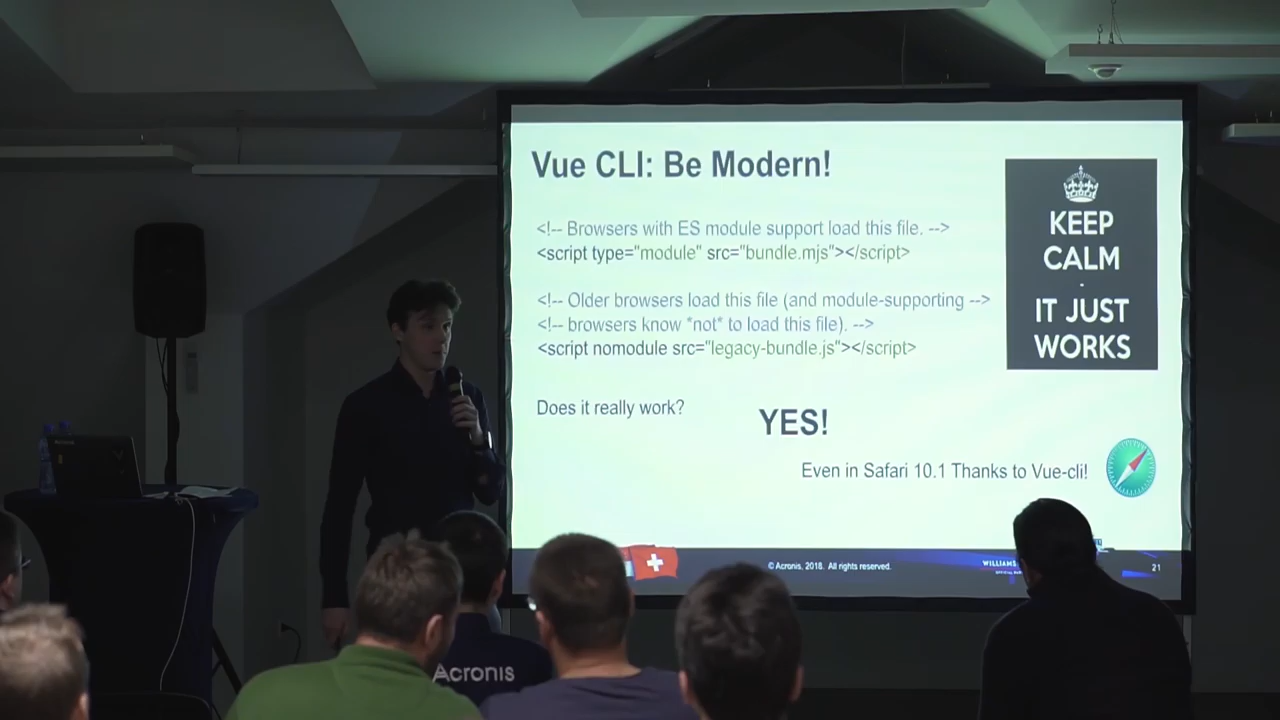 Vue CLI: Be Modern!
<!-- Browsers with ES module support load this file. -->
<script type="module" src="bundle.mjs"></script>
<!-- Older browsers load this file (and module-supporting -->
<!-- browsers know *not* to load this file). -->
<script nomodule src="legacy-bundle.js"></script>
Does it really work?
YES!
Even in Safari 10.1 Thanks to Vue-cli!
KEEP
CALM
-
IT JUST
WORKS
© Acronis, 2018. All rights reserved.
WILLIAMS
21
Acronis